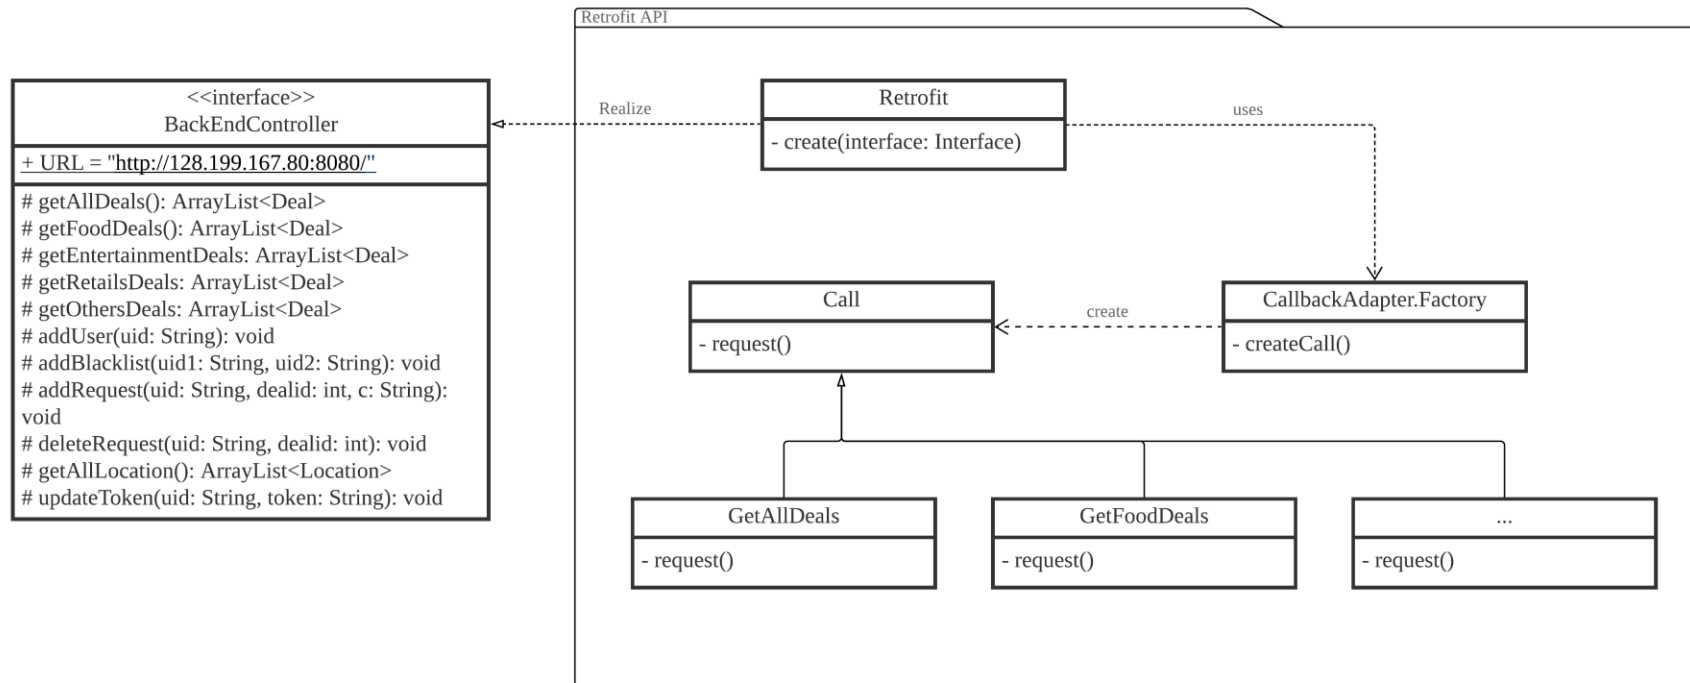 Retrofit API
<<interface>>
BackEndController
+ URL = "http://128.199.167.80:8080/"
# getAllDeals(): ArrayList<Deal>
# getFoodDeals(): ArrayList<Deal>
# getEntertainmentDeals: ArrayList<Deal>
# getRetailsDeals: ArrayList<Deal>
# getOthersDeals: ArrayList<Deal>
# addUser(uid: String): void
# addBlacklist(uid1: String, uid2: String): void
# addRequest(uid: String, dealid: int, c: String):
void
# deleteRequest(uid: String, dealid: int): void
# getAllLocation(): ArrayList<Location>
# updateToken(uid: String, token: String): void
Realize
Retrofit
- create(interface: Interface)
uses
Call
- request()
create
CallbackAdapter.Factory
- createCall()
GetAllDeals
- request()
GetFoodDeals
- request()
...
- request()